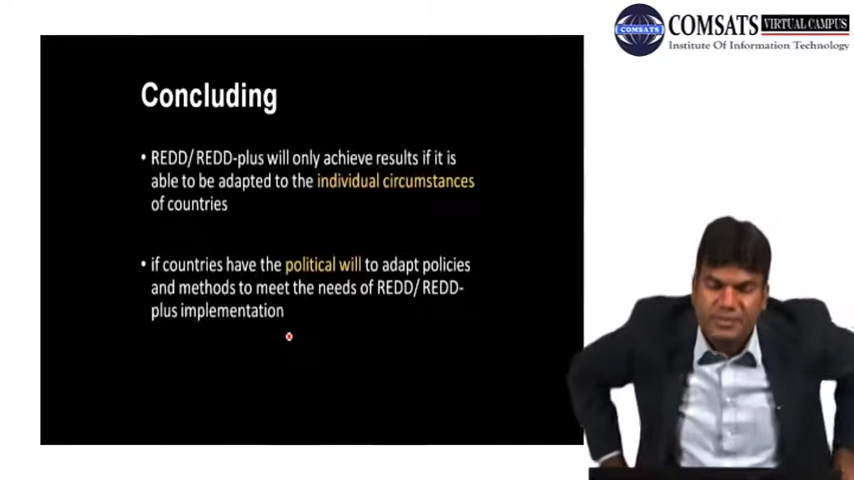 COMSATS
COMSATS VIRTUAL CAMPUS
Institute Of Information Technology
Concluding
• REDD/ REDD-plus will only achieve results if it is
able to be adapted to the individual circumstances
of countries
• if countries have the political will to adapt policies
and methods to meet the needs of REDD/ REDD-
plus implementation